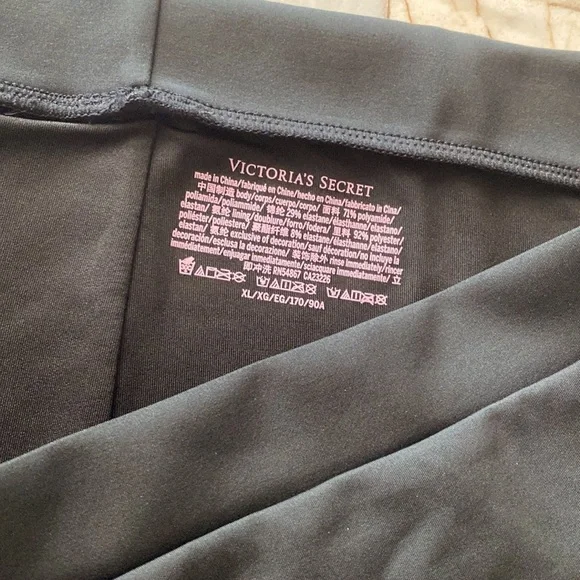 VICTORIA'S SECRET
made in China/fabriqué en Chine/hecho en China/fabbricato in Cina/
中国制造 body/corps/cuerpo/corpo/ 面料 71% polyamide/
poliamida/poliammide/ 锦纶 29% elastane/élasthanne/elastano/
elastan/ 氨纶 lining/doublure/forro/fodera/ 里料 92% polyester/
poliéster/poliestere/ 聚酯纤维 8% elastane/élasthanne/elastano/
elastan/ 氨纶 exclusive of decoration/sauf décoration/no incluye la
decoración/esclusa la decorazione/ 装饰除外 rinse immediately/rincer
immédiatement/enjuagar inmediatamente/sciacquare immediatamente/ 立
即冲洗 RN54867 CA23226
XL/XG/EG/170/90A